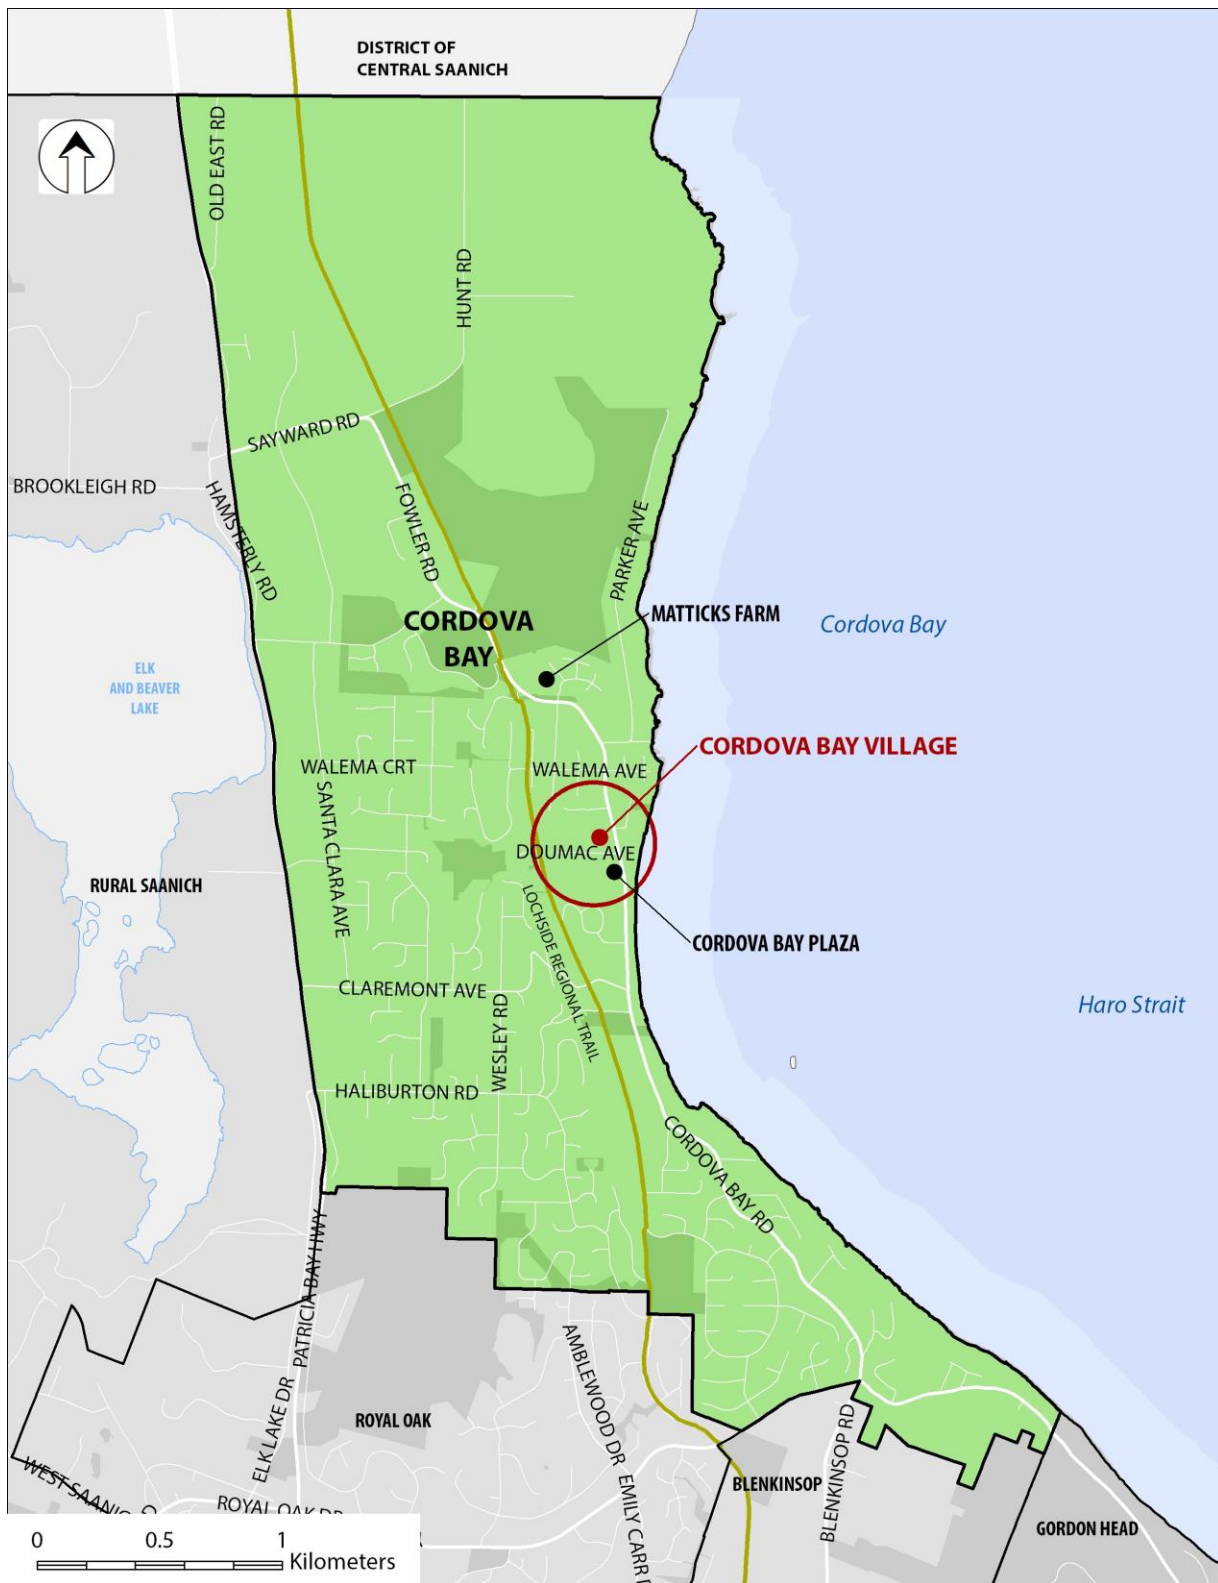 DISTRICT OF
CENTRAL SAANICH
OLD EAST RD
HUNT RD
SAYWARD RD
BROOKLEIGH RD
HAMSTERLY RD
FOWLER RD
PARKER AVE
CORDOVA
BAY
MATTICKS FARM
Cordova Bay
ELK
AND BEAVER
LAKE
CORDOVA BAY VILLAGE
WALEMA CRT
WALEMA AVE
SANTA CLARA AVE
DOUMAC AVE
RURAL SAANICH
LOCHSIDE REGIONAL TRAIL
CORDOVA BAY PLAZA
CLAREMONT AVE
Haro Strait
WESLEY RD
HALIBURTON RD
CORDOVA BAY RD
PATRICIA BAY HWY
AMBLEWOOD DR
ROYAL OAK
ELK LAKE DR
BLENKINSOP RD
WEST
EMILY CARR
BLENKINSOP
ROYAL OAK
GORDON HEAD
0 0.5 1
Kilometers